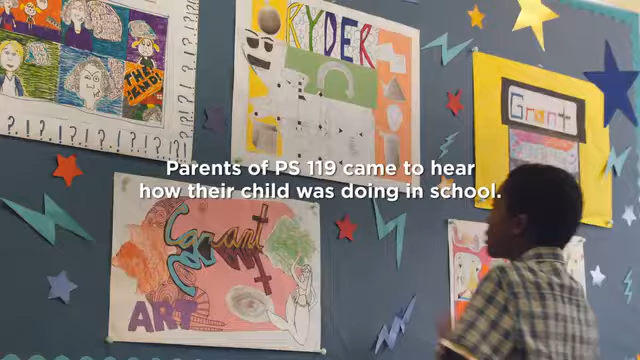 RYDER
Grant
Parents of PS 119 came to hear
how their child was doing in school.
Grant
ART